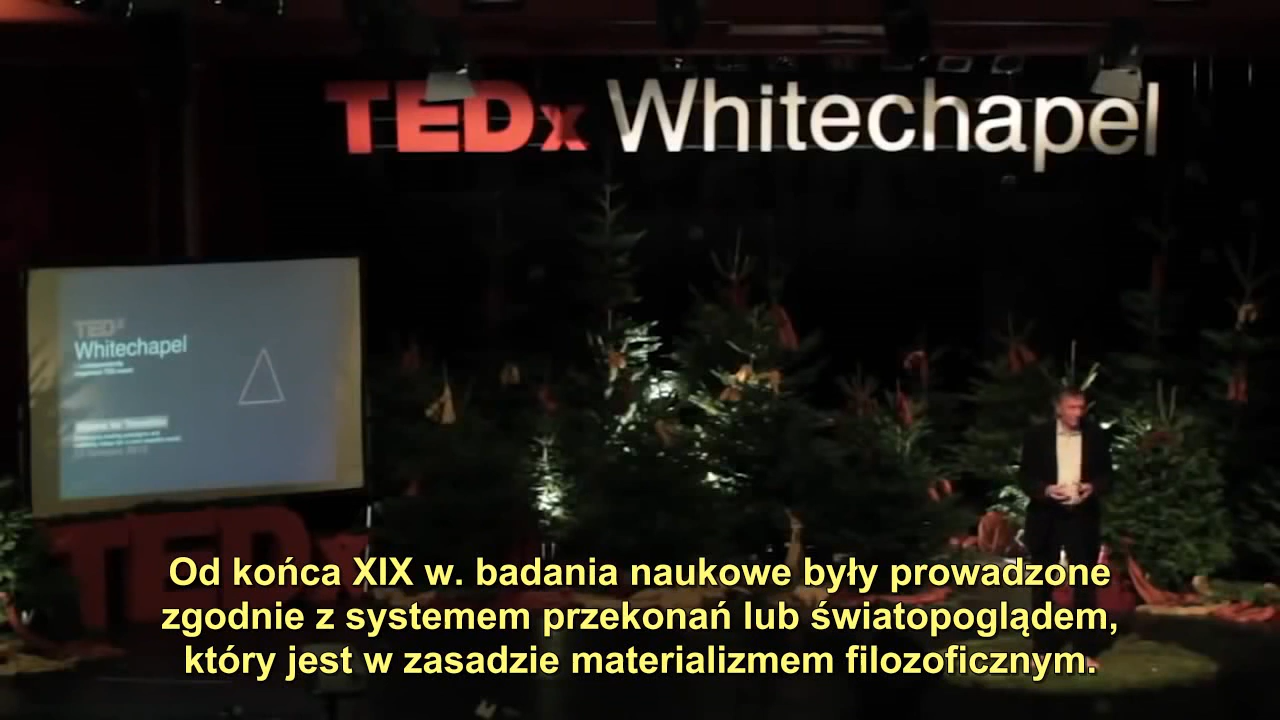 TEDx Whitechapel
TEDx
Whitechapel
TEDx
Od końca XIX w. badania naukowe były prowadzone
zgodnie z systemem przekonań lub światopoglądem,
który jest w zasadzie materializmem filozoficznym.